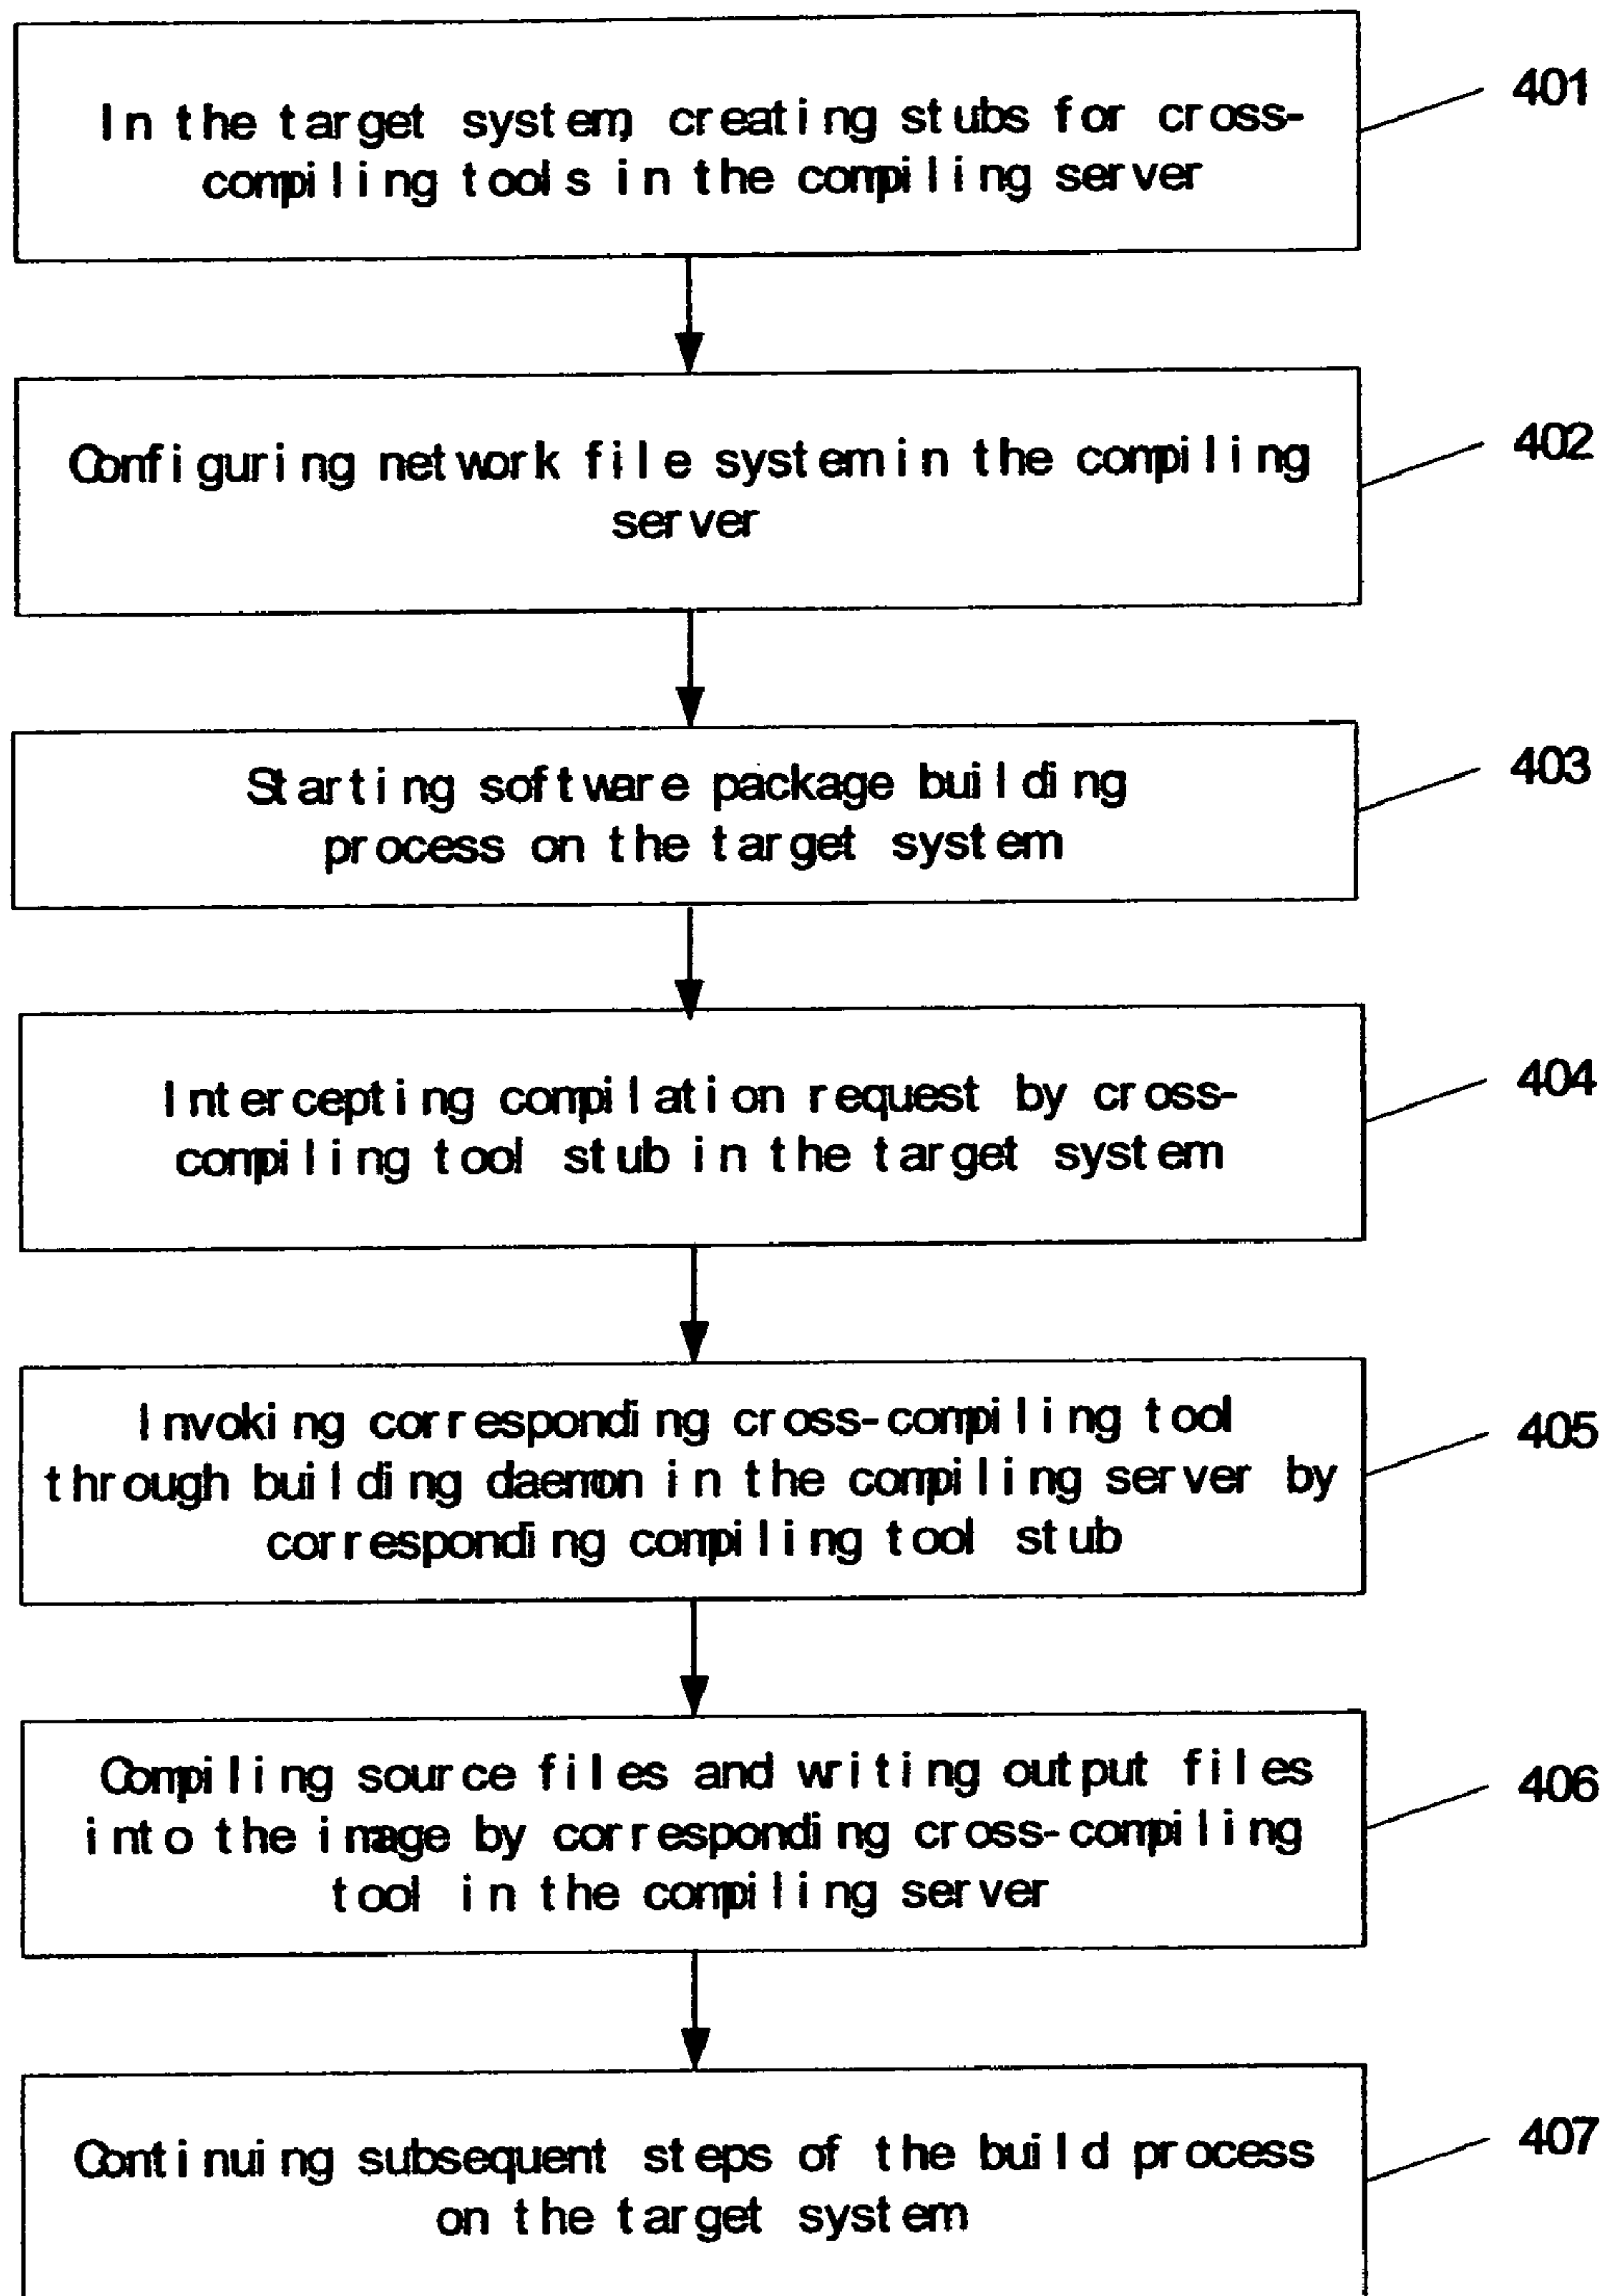 In the target system, creating stubs for cross-
compiling tools in the compiling server
401
Configuring network file system in the compiling
server
402
Starting software package building
process on the target system
403
Intercepting compilation request by cross-
compiling tool stub in the target system
404
Invoking corresponding cross-compiling tool
through building daemon in the compiling server by
corresponding compiling tool stub
405
Compiling source files and writing output files
into the image by corresponding cross-compiling
tool in the compiling server
406
Continuing subsequent steps of the build process
on the target system
407